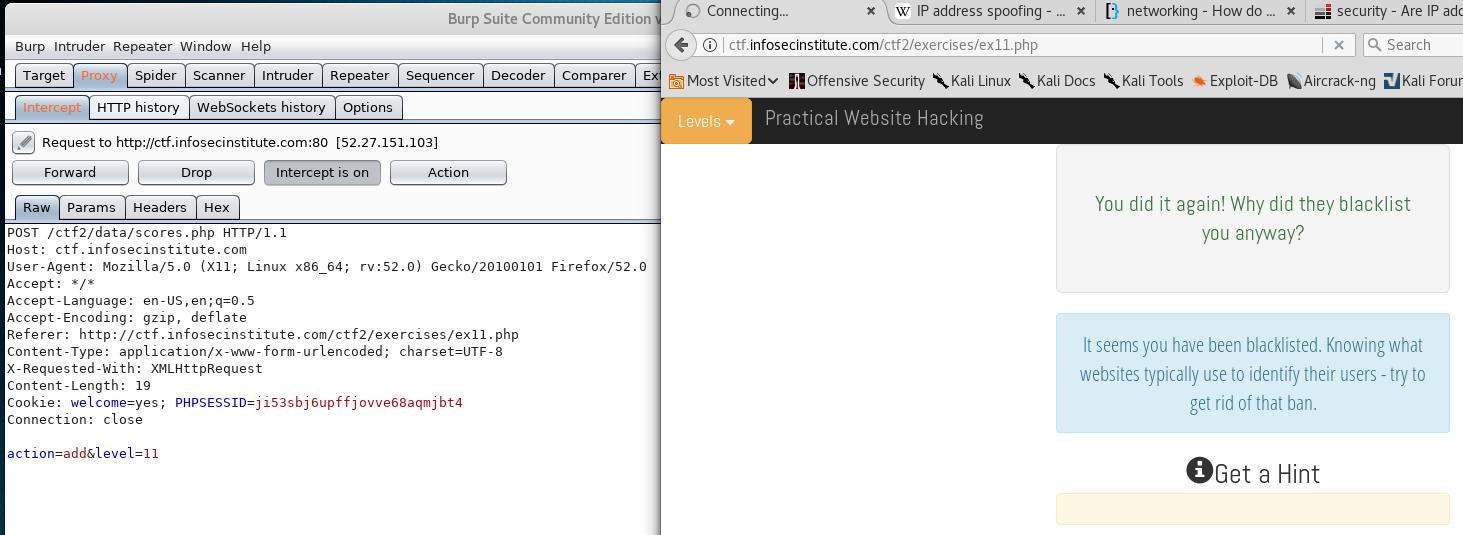 Burp Suite Community Edition
Burp Intruder Repeater Window Help
Target Proxy Spider Scanner Intruder Repeater Sequencer Decoder Comparer
Intercept HTTP history WebSockets history Options
Request to http://ctf.infosecinstitute.com:80 [52.27.151.103]
Forward Drop Intercept is on Action
Raw Params Headers Hex
POST /ctf2/data/scores.php HTTP/1.1
Host: ctf.infosecinstitute.com
User-Agent: Mozilla/5.0 (X11; Linux x86_64; rv:52.0) Gecko/20100101 Firefox/52.0
Accept: */*
Accept-Language: en-US,en;q=0.5
Accept-Encoding: gzip, deflate
Referer: http://ctf.infosecinstitute.com/ctf2/exercises/ex11.php
Content-Type: application/x-www-form-urlencoded; charset=UTF-8
X-Requested-With: XMLHttpRequest
Content-Length: 19
Cookie: welcome=yes; PHPSESSID=ji53sbj6upffjovve68aqmjbt4
Connection: close
action=add&level=11
Connecting... IP address spoofing - ... networking - How do ... security - Are IP
ctf.infosecinstitute.com/ctf2/exercises/ex11.php Search
Most Visited Offensive Security Kali Linux Kali Docs Kali Tools Exploit-DB Aircrack-ng Kali
Levels Practical Website Hacking
You did it again! Why did they blacklist
you anyway?
It seems you have been blacklisted. Knowing what
websites typically use to identify their users - try to
get rid of that ban.
Get a Hint